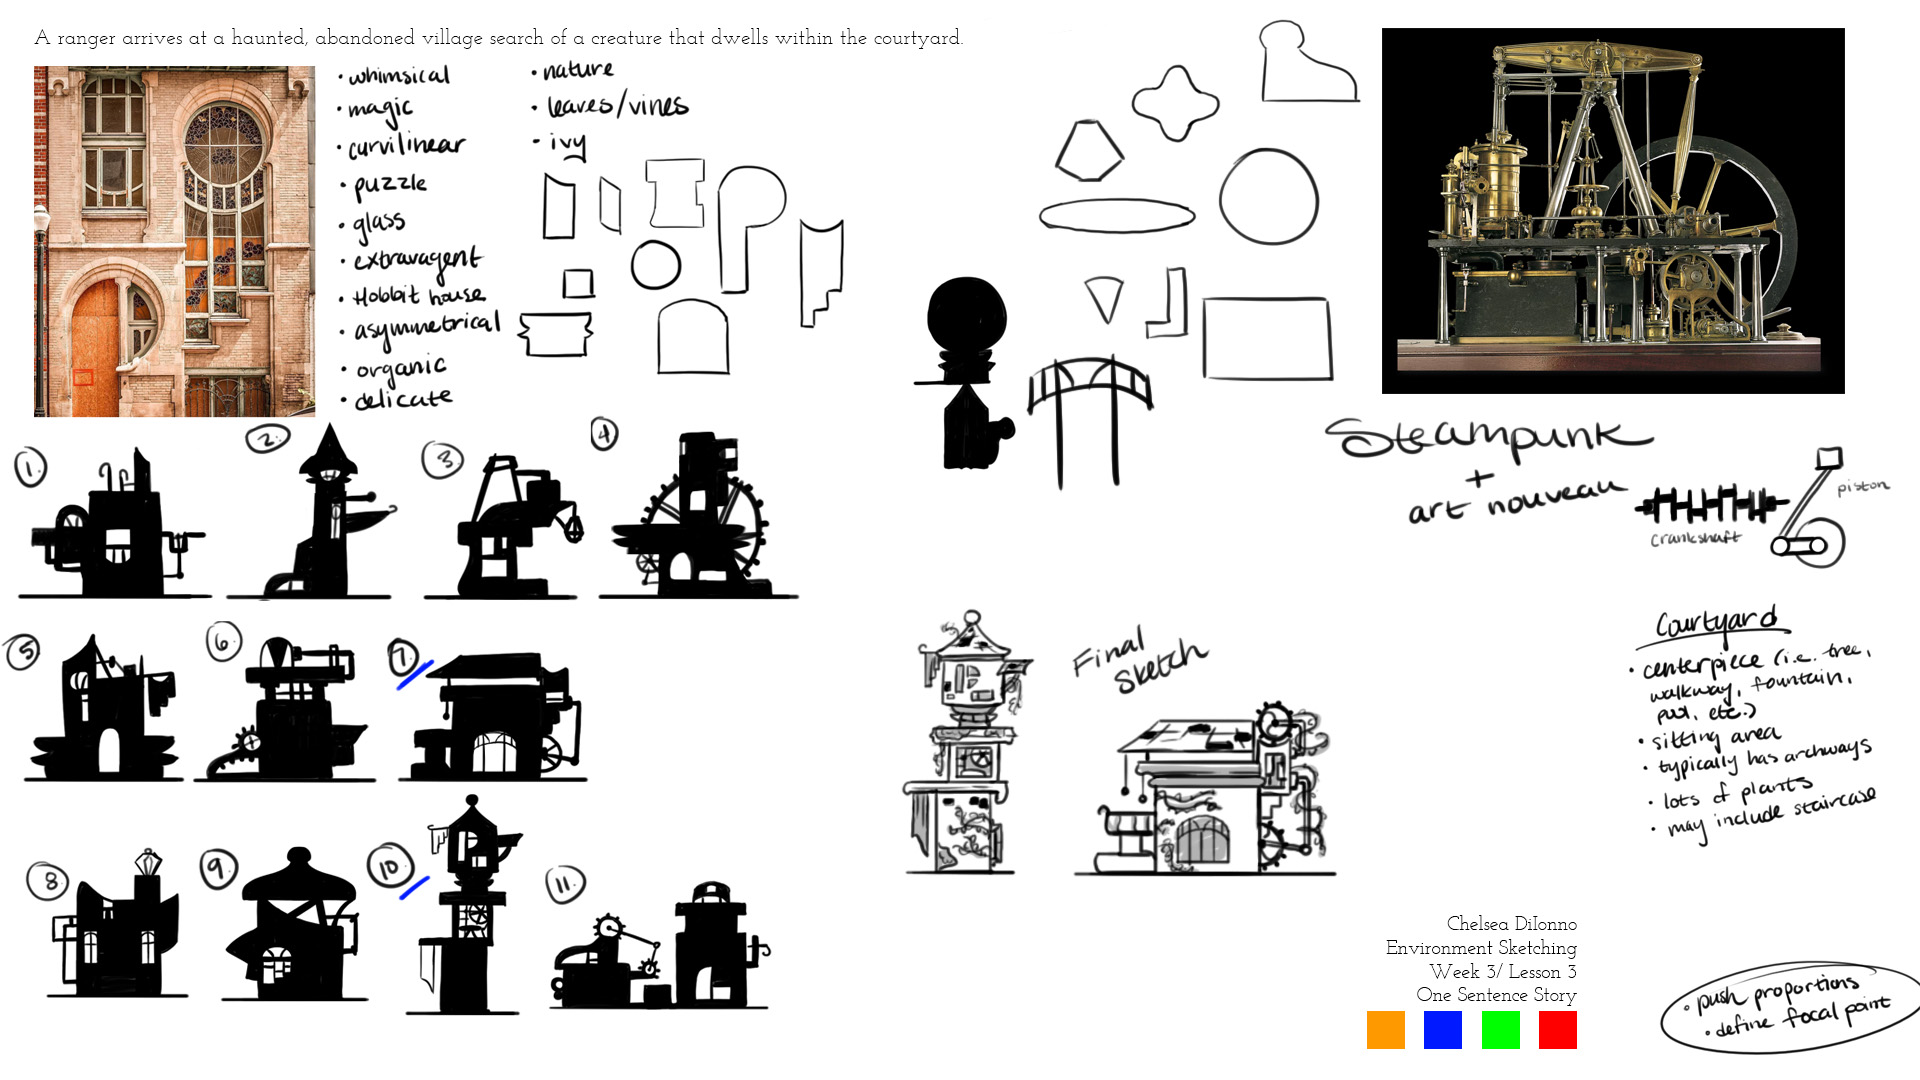 A ranger arrives at a haunted, abandoned village search of a creature that dwells within the courtyard.
• whimsical
• magic
• curvilinear
• puzzle
• glass
• extravagent
• Hobbit house
• asymmetrical
• organic
• delicate
• nature
• leaves/vines
• ivy
Steampunk
+
art nouveau
crankshaft
piston
1.
2.
3.
4
5
6
7.
8
9.
10
11.
Final
Sketch
Courtyard
• centerpiece (i.e. tree,
walkway, fountain,
pool, etc.)
• sitting area
• typically has archways
• lots of plants
• may include staircase
Chelsea DiIonno
Environment Sketching
Week 3/ Lesson 3
One Sentence Story
• push proportions
• define focal point